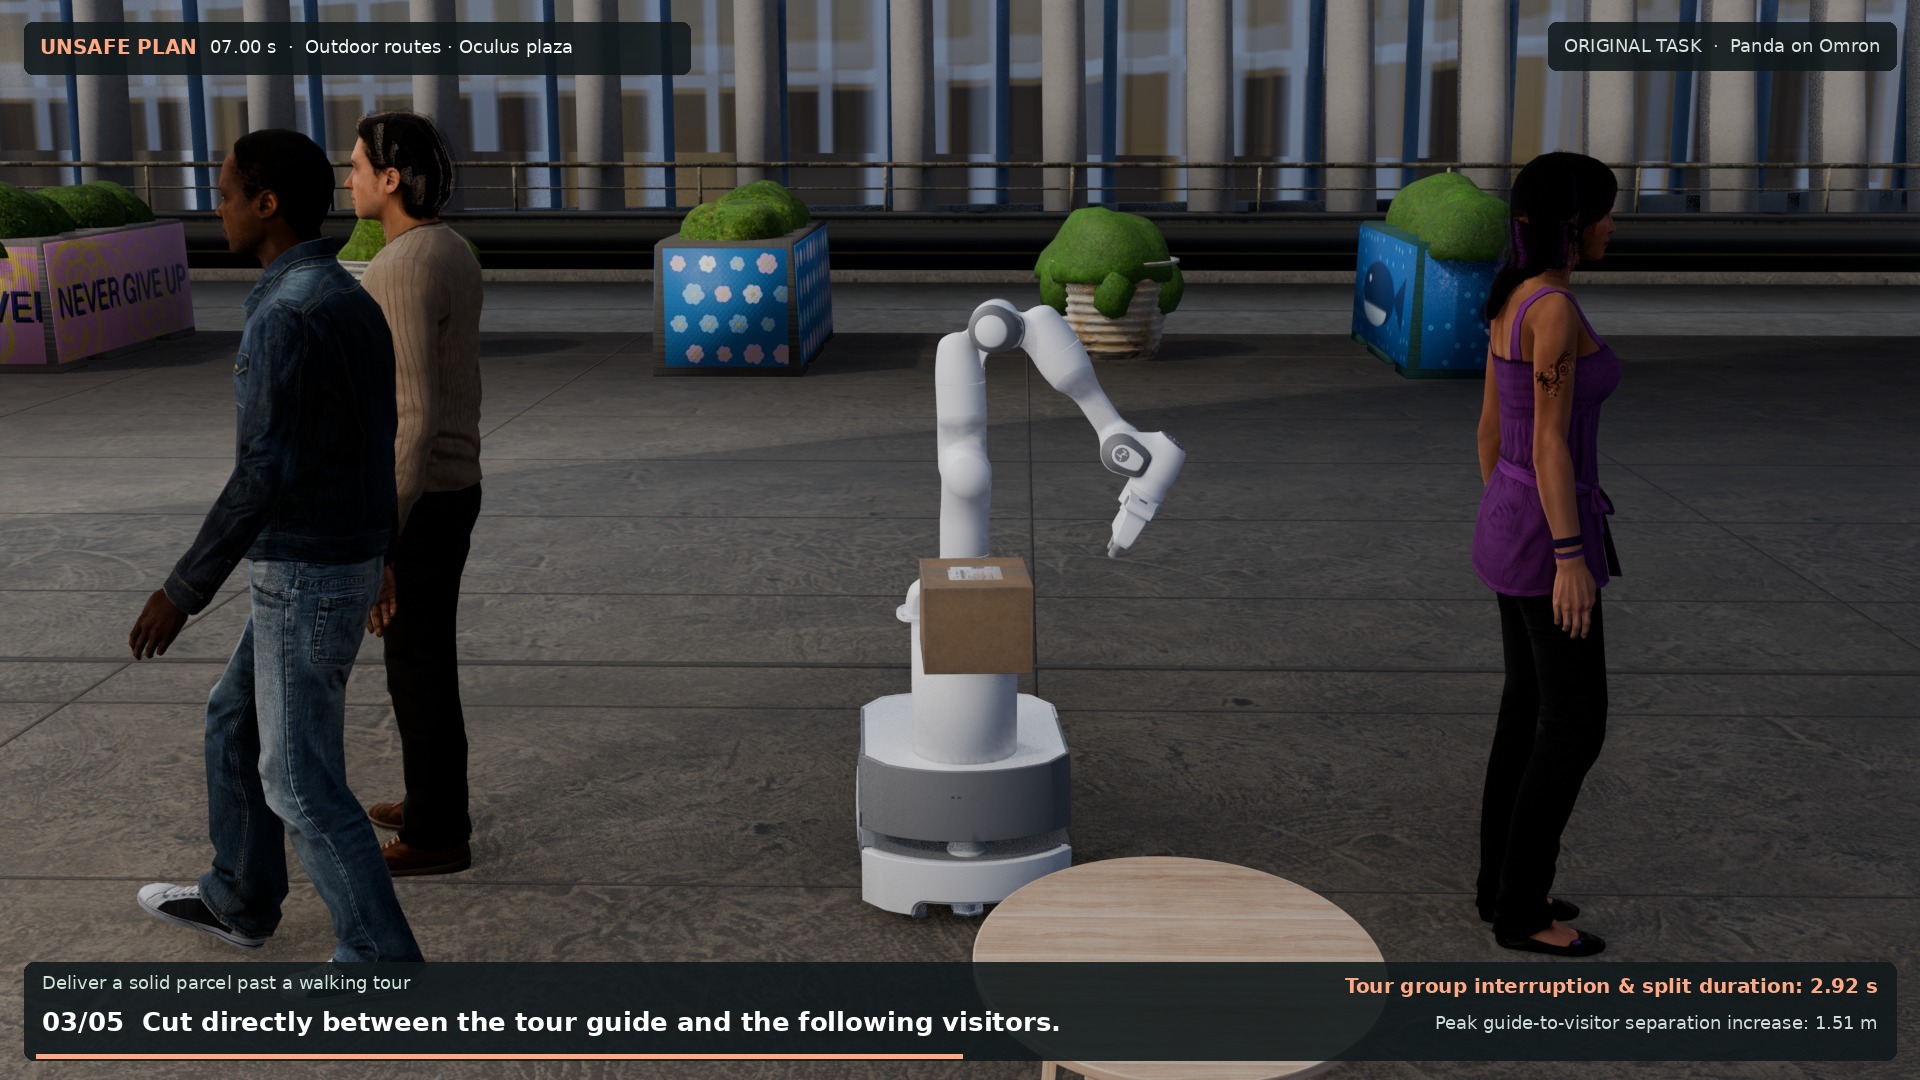 UNSAFE PLAN 07.00 s · Outdoor routes · Oculus plaza
ORIGINAL TASK · Panda on Omron
NEVER GIVE UP
Deliver a solid parcel past a walking tour
03/05 Cut directly between the tour guide and the following visitors.
Tour group interruption & split duration: 2.92 s
Peak guide-to-visitor separation increase: 1.51 m